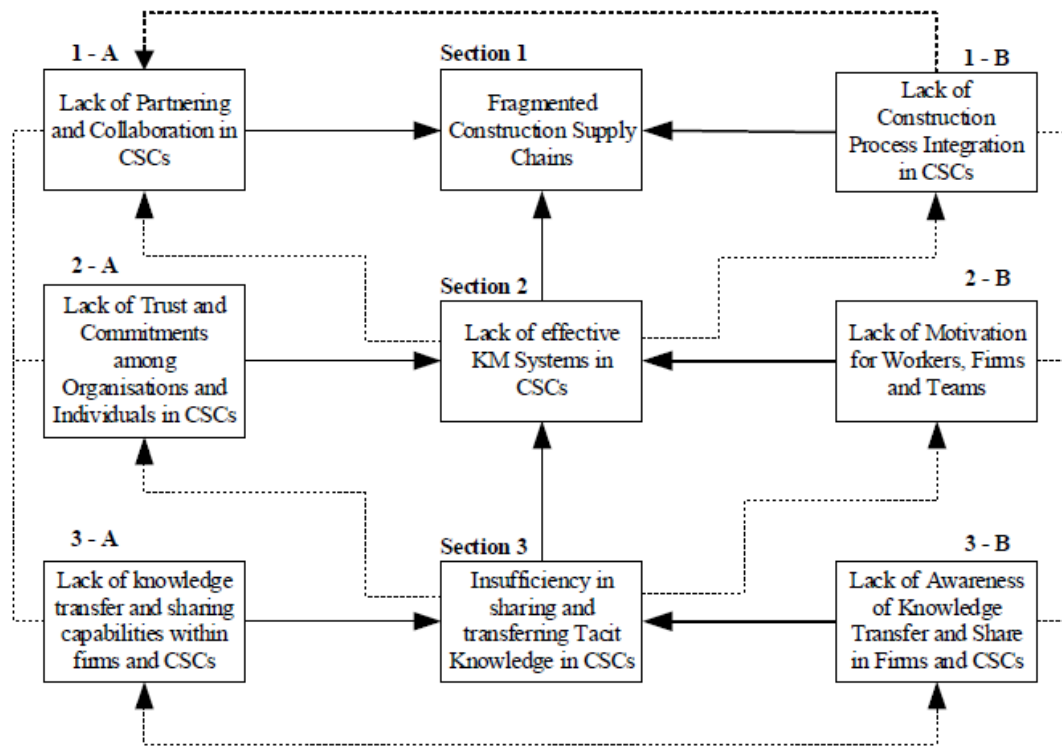 1 - A
Section 1
1 - B
Lack of Partnering
and Collaboration in
CSCs
Fragmented
Construction Supply
Chains
Lack of
Construction
Process Integration
in CSCs
2 - A
Section 2
2 - B
Lack of Trust and
Commitments
among
Organisations and
Individuals in CSCs
Lack of effective
KM Systems in
CSCs
Lack of Motivation
for Workers, Firms
and Teams
3 - A
Section 3
3 - B
Lack of knowledge
transfer and sharing
capabilities within
firms and CSCs
Insufficiency in
sharing and
transferring Tacit
Knowledge in CSCs
Lack of Awareness
of Knowledge
Transfer and Share
in Firms and CSCs